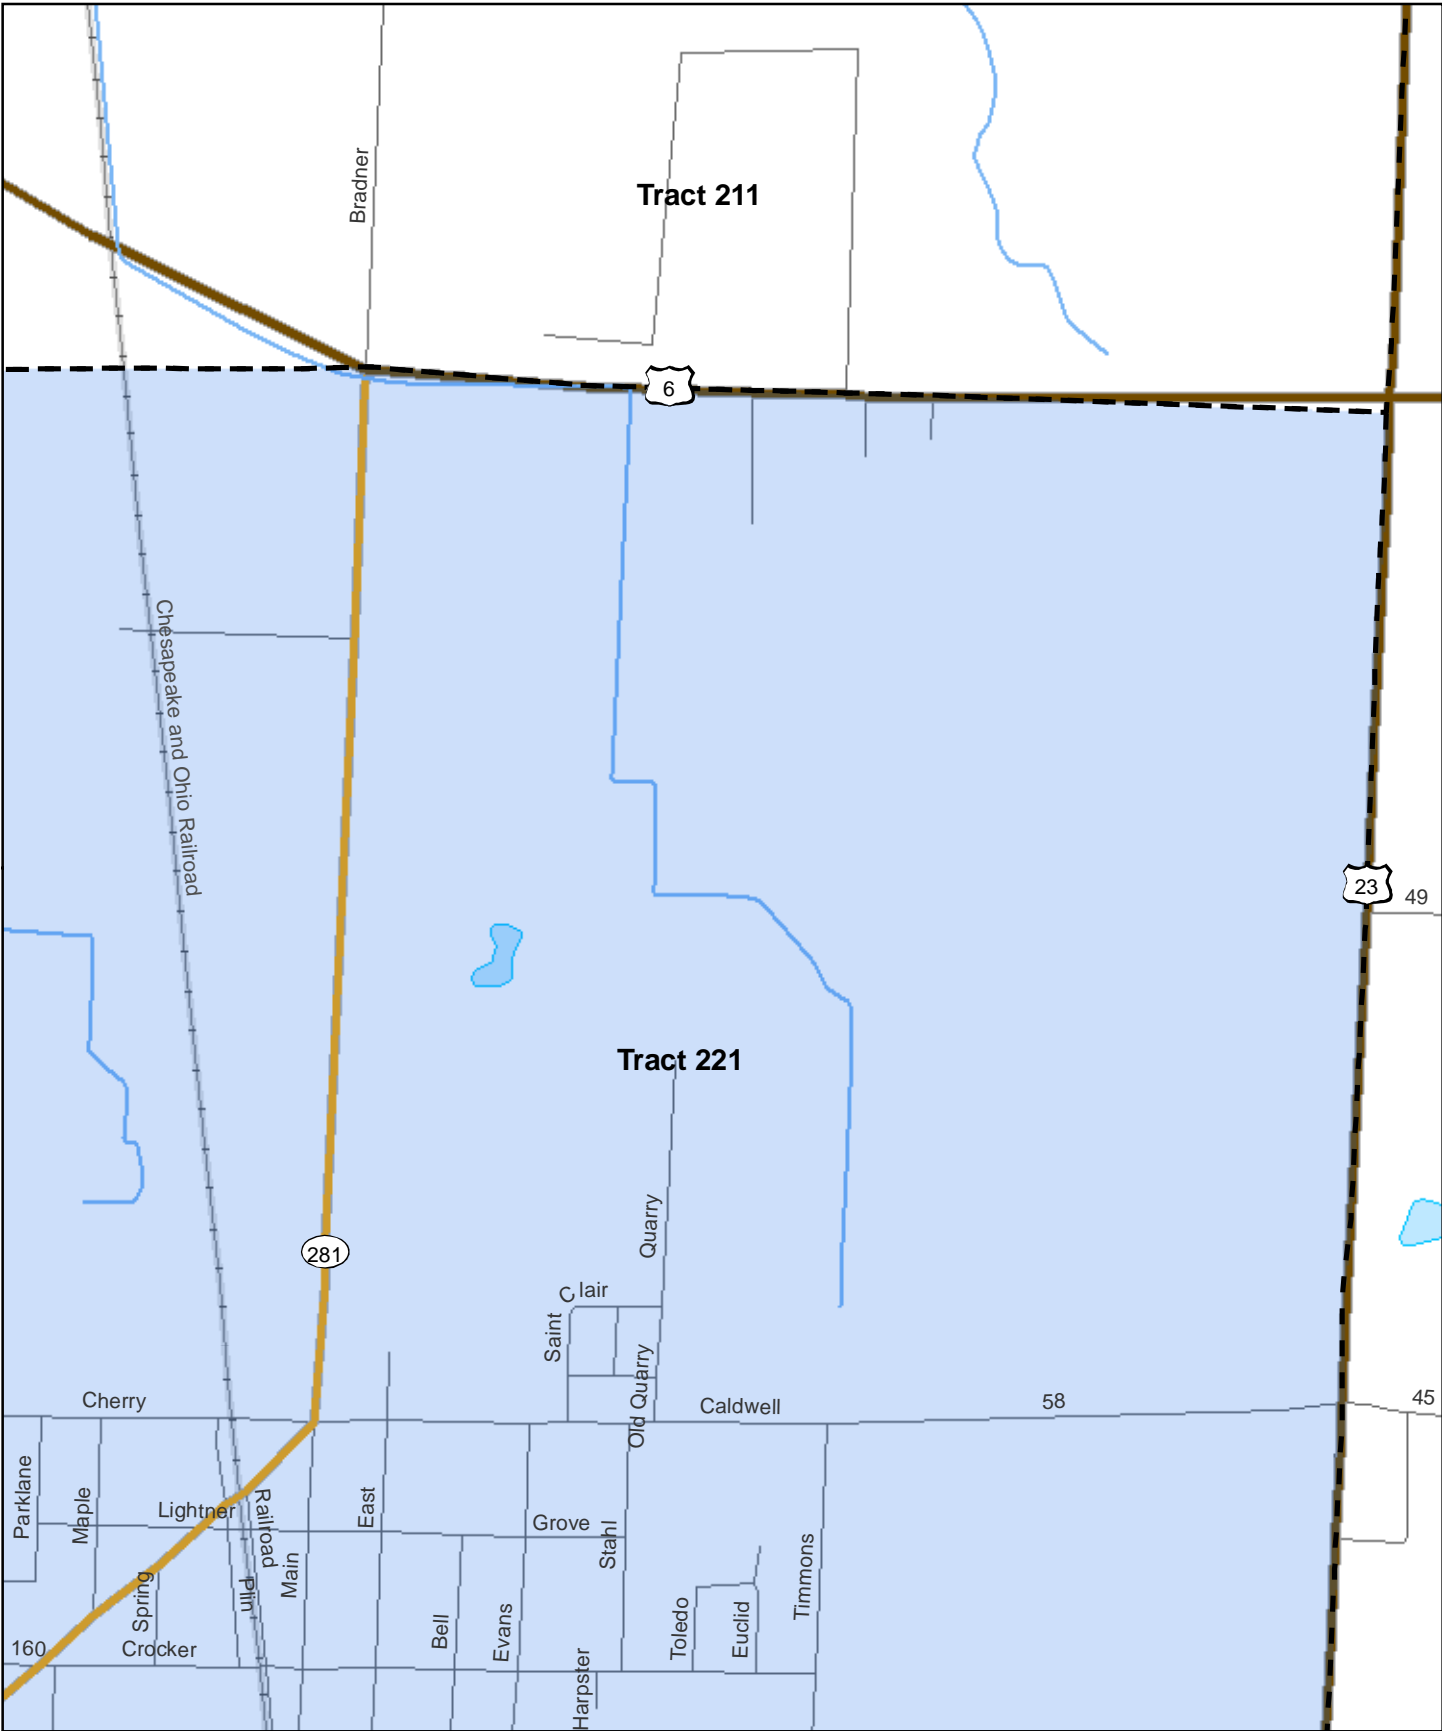 Bradner
Tract 211
6
Chesapeake and Ohio Railroad
23
49
Tract 221
Quarry
281
Clair
Saint
Old Quarry
Cherry
Caldwell
58
45
Parklane
Maple
Lightner
Railroad
East
Grove
Stahl
Main
Timmons
Spring
Plin
Bell
Evans
Toledo
Euclid
160
Crocker
Harpster